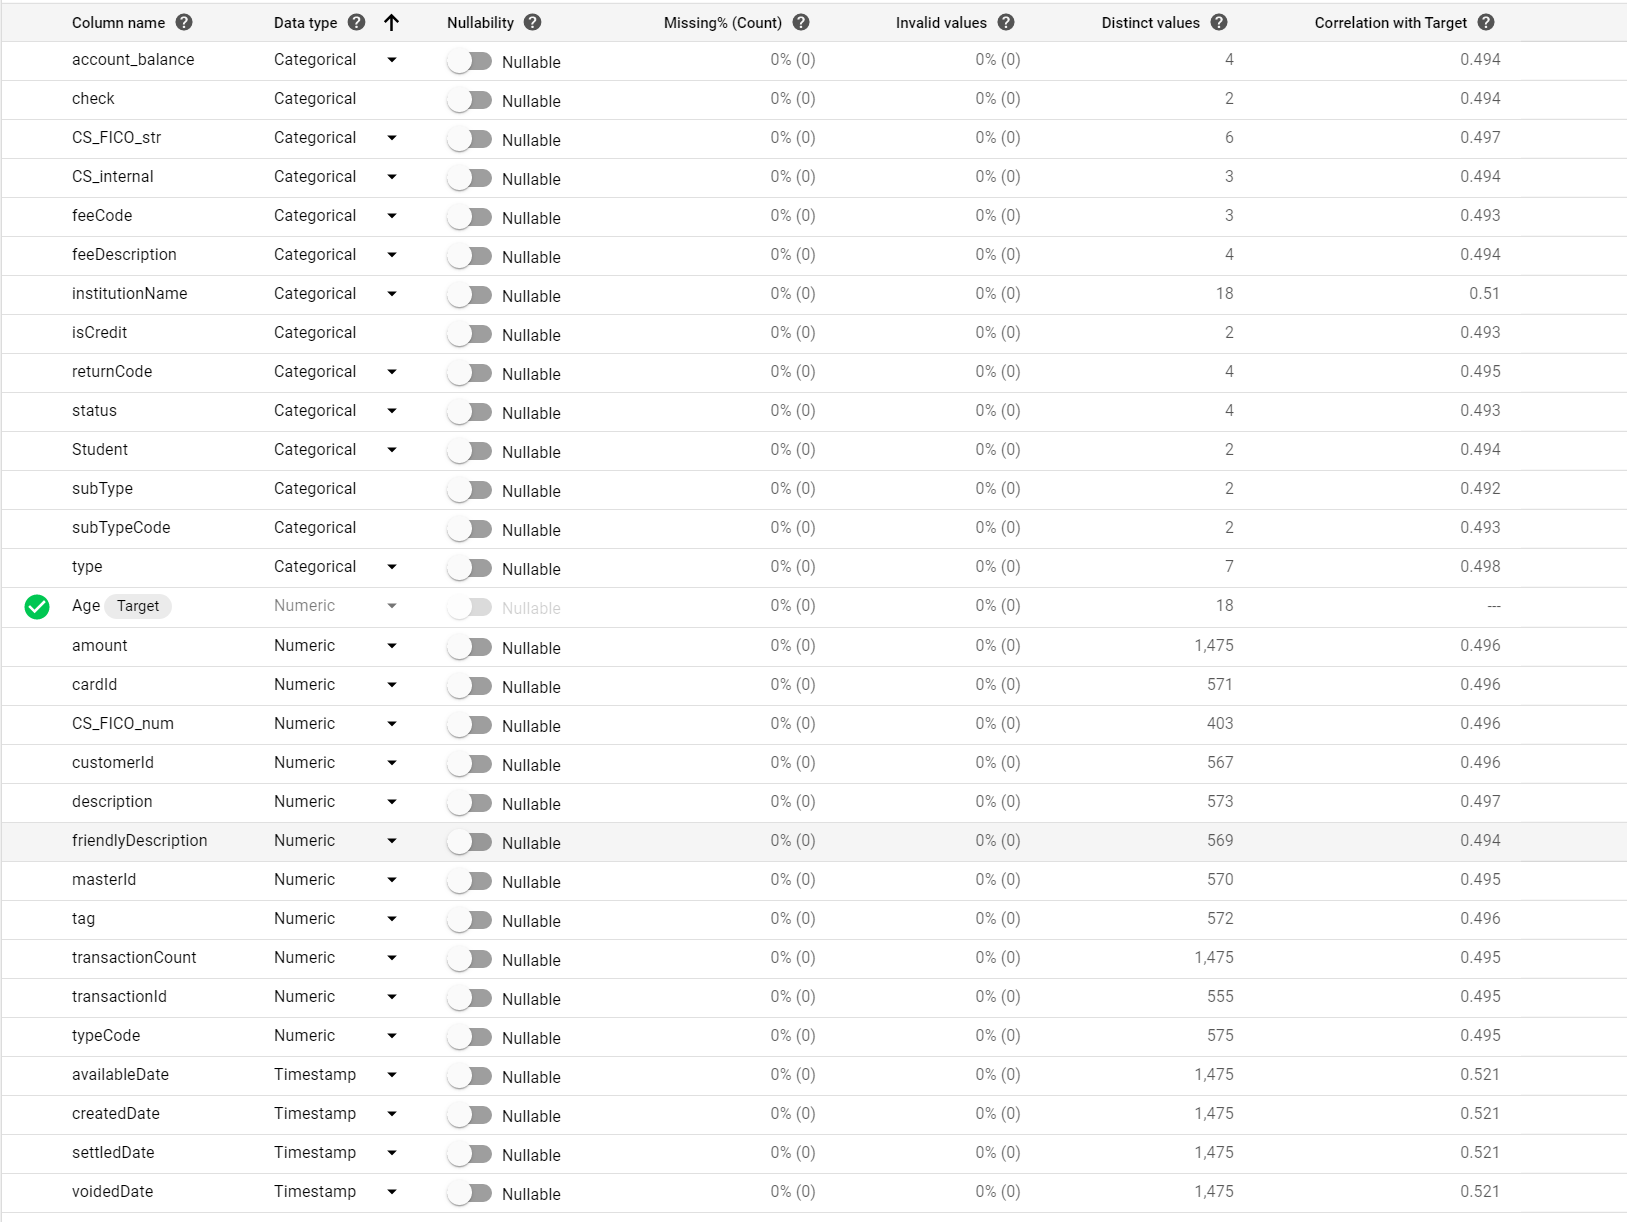 Column name Data type Nullability Missing% (Count) Invalid values Distinct values Correlation with Target
account_balance Categorical Nullable 0% (0) 0% (0) 4 0.494
check Categorical Nullable 0% (0) 0% (0) 2 0.494
CS_FICO_str Categorical Nullable 0% (0) 0% (0) 6 0.497
CS_internal Categorical Nullable 0% (0) 0% (0) 3 0.494
feeCode Categorical Nullable 0% (0) 0% (0) 3 0.493
feeDescription Categorical Nullable 0% (0) 0% (0) 4 0.494
institutionName Categorical Nullable 0% (0) 0% (0) 18 0.51
isCredit Categorical Nullable 0% (0) 0% (0) 2 0.493
returnCode Categorical Nullable 0% (0) 0% (0) 4 0.495
status Categorical Nullable 0% (0) 0% (0) 4 0.493
Student Categorical Nullable 0% (0) 0% (0) 2 0.494
subType Categorical Nullable 0% (0) 0% (0) 2 0.492
subTypeCode Categorical Nullable 0% (0) 0% (0) 2 0.493
type Categorical Nullable 0% (0) 0% (0) 7 0.498
Age Target Numeric Nullable 0% (0) 0% (0) 18 ---
amount Numeric Nullable 0% (0) 0% (0) 1,475 0.496
cardId Numeric Nullable 0% (0) 0% (0) 571 0.496
CS_FICO_num Numeric Nullable 0% (0) 0% (0) 403 0.496
customerId Numeric Nullable 0% (0) 0% (0) 567 0.496
description Numeric Nullable 0% (0) 0% (0) 573 0.497
friendlyDescription Numeric Nullable 0% (0) 0% (0) 569 0.494
masterId Numeric Nullable 0% (0) 0% (0) 570 0.495
tag Numeric Nullable 0% (0) 0% (0) 572 0.496
transactionCount Numeric Nullable 0% (0) 0% (0) 1,475 0.495
transactionId Numeric Nullable 0% (0) 0% (0) 555 0.495
typeCode Numeric Nullable 0% (0) 0% (0) 575 0.495
availableDate Timestamp Nullable 0% (0) 0% (0) 1,475 0.521
createdDate Timestamp Nullable 0% (0) 0% (0) 1,475 0.521
settledDate Timestamp Nullable 0% (0) 0% (0) 1,475 0.521
voidedDate Timestamp Nullable 0% (0) 0% (0) 1,475 0.521